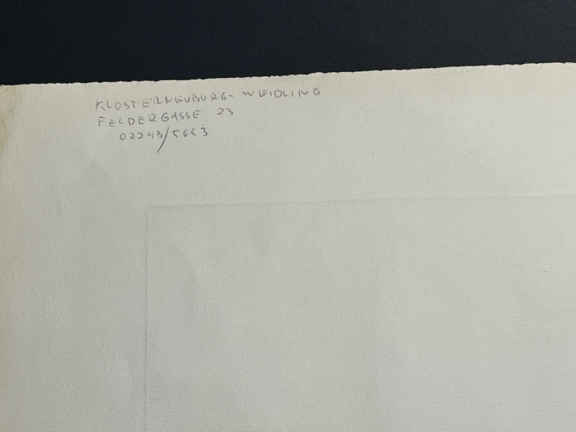 KLOSTERNEUBURG-WEIDLING
FELDERGASSE 23
02243/5663